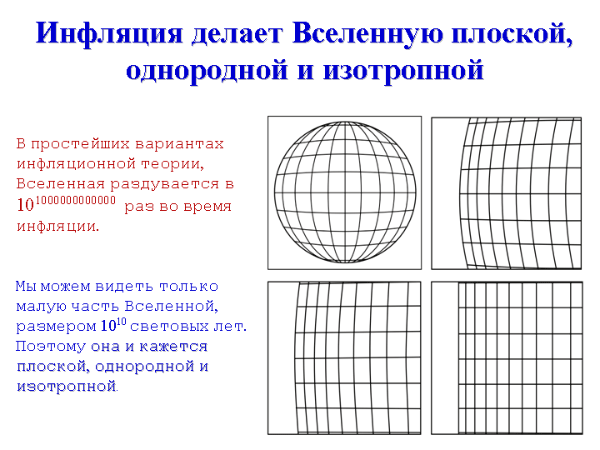 Инфляция делает Вселенную плоской,
однородной и изотропной
В простейших вариантах
инфляционной теории,
Вселенная раздувается в
10^1000000000000 раз во время
инфляции.
Мы можем видеть только
малую часть Вселенной,
размером 10^10 световых лет.
Поэтому она и кажется
плоской, однородной и
изотропной.